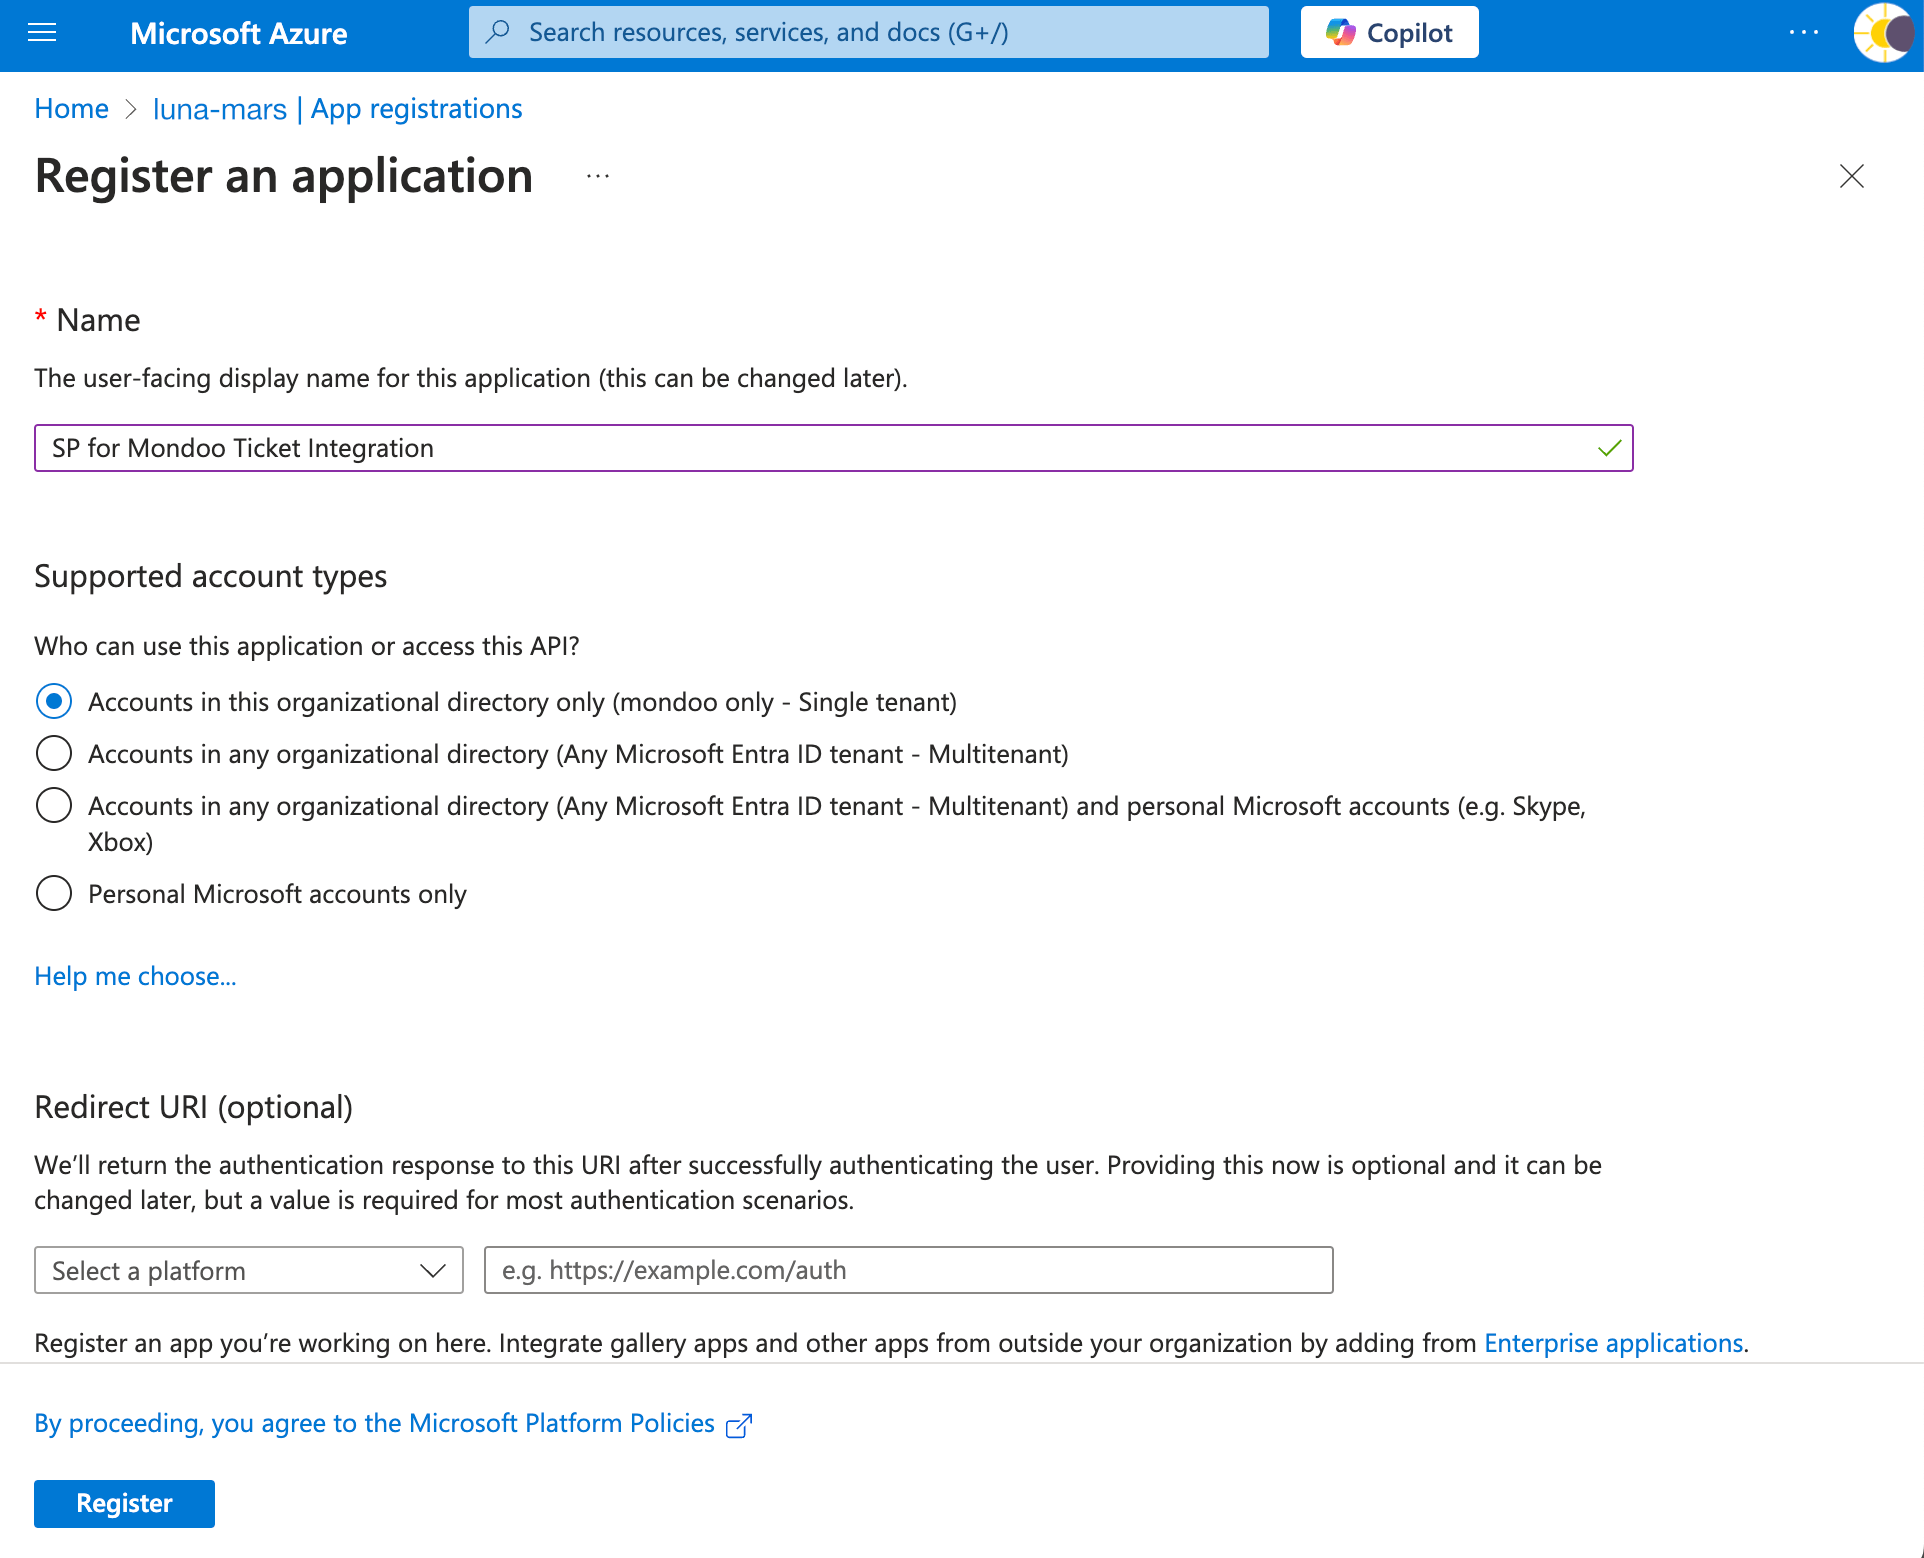 Microsoft Azure
Search resources, services, and docs (G+/)
Copilot
Home > luna-mars | App registrations
Register an application
* Name
The user-facing display name for this application (this can be changed later).
SP for Mondoo Ticket Integration
Supported account types
Who can use this application or access this API?
Accounts in this organizational directory only (mondoo only - Single tenant)
Accounts in any organizational directory (Any Microsoft Entra ID tenant - Multitenant)
Accounts in any organizational directory (Any Microsoft Entra ID tenant - Multitenant) and personal Microsoft accounts (e.g. Skype,
Xbox)
Personal Microsoft accounts only
Help me choose...
Redirect URI (optional)
We’ll return the authentication response to this URI after successfully authenticating the user. Providing this now is optional and it can be
changed later, but a value is required for most authentication scenarios.
Select a platform
e.g. https://example.com/auth
Register an app you’re working on here. Integrate gallery apps and other apps from outside your organization by adding from Enterprise applications.
By proceeding, you agree to the Microsoft Platform Policies
Register